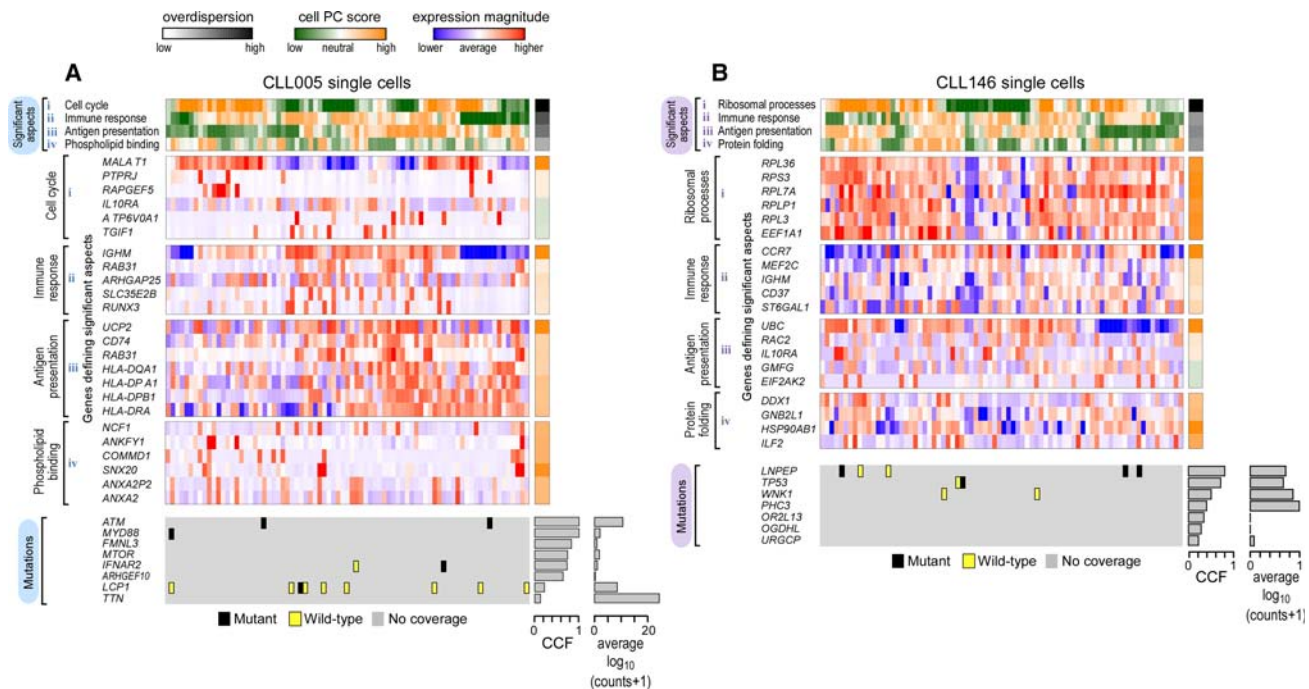 overdispersion
low high
cell PC score
low neutral high
expression magnitude
lower average higher
A
CLL005 single cells
Significant aspects
i Cell cycle
ii Immune response
iii Antigen presentation
iv Phospholipid binding
Genes defining significant aspects
Cell cycle
i
MALA T1
PTPRJ
RAPGEF5
IL10RA
A TP6V0A1
TGIF1
Immune response
ii
IGHM
RAB31
ARHGAP25
SLC35E2B
RUNX3
Antigen presentation
iii
UCP2
CD74
RAB31
HLA-DQA1
HLA-DP A1
HLA-DPB1
HLA-DRA
Phospholipid binding
iv
NCF1
ANKFY1
COMMD1
SNX20
ANXA2P2
ANXA2
Mutations
ATM
MYD88
FMNL3
MTOR
IFNAR2
ARHGEF10
LCP1
TTN
Mutant Wild-type No coverage
0 1
CCF
0 20
average
log10
(counts+1)
B
CLL146 single cells
Significant aspects
i Ribosomal processes
ii Immune response
iii Antigen presentation
iv Protein folding
Genes defining significant aspects
Ribosomal processes
i
RPL36
RPS3
RPL7A
RPLP1
RPL3
EEF1A1
Immune response
ii
CCR7
MEF2C
IGHM
CD37
ST6GAL1
Antigen presentation
iii
UBC
RAC2
IL10RA
GMFG
EIF2AK2
Protein folding
iv
DDX1
GNB2L1
HSP90AB1
ILF2
Mutations
LNPEP
TP53
WNK1
PHC3
OR2L13
OGDHL
URGCP
Mutant Wild-type No coverage
0 1
CCF
0 1
average
log10
(counts+1)